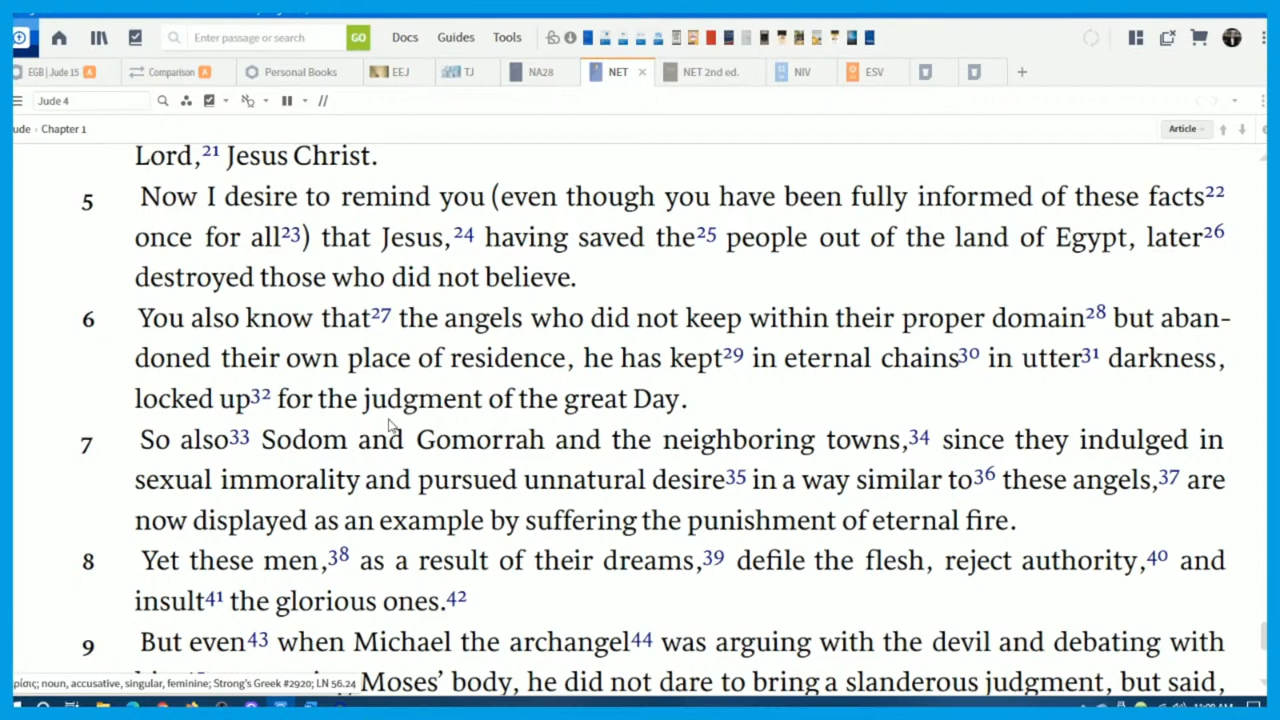 Enter passage or search GO Docs Guides Tools
EGB | Jude 15 A Comparison A Personal Books EEJ TJ NA28 NET × NET 2nd ed. NIV ESV +
Jude 4 //
ude › Chapter 1 Article
Lord,21 Jesus Christ.
5 Now I desire to remind you (even though you have been fully informed of these facts22
once for all23) that Jesus,24 having saved the25 people out of the land of Egypt, later26
destroyed those who did not believe.
6 You also know that27 the angels who did not keep within their proper domain28 but aban-
doned their own place of residence, he has kept29 in eternal chains30 in utter31 darkness,
locked up32 for the judgment of the great Day.
7 So also33 Sodom and Gomorrah and the neighboring towns,34 since they indulged in
sexual immorality and pursued unnatural desire35 in a way similar to36 these angels,37 are
now displayed as an example by suffering the punishment of eternal fire.
8 Yet these men,38 as a result of their dreams,39 defile the flesh, reject authority,40 and
insult41 the glorious ones.42
9 But even43 when Michael the archangel44 was arguing with the devil and debating with
Moses’ body, he did not dare to bring a slanderous judgment, but said,
ρίσις; noun, accusative, singular, feminine; Strong's Greek #2920; LN 56.24